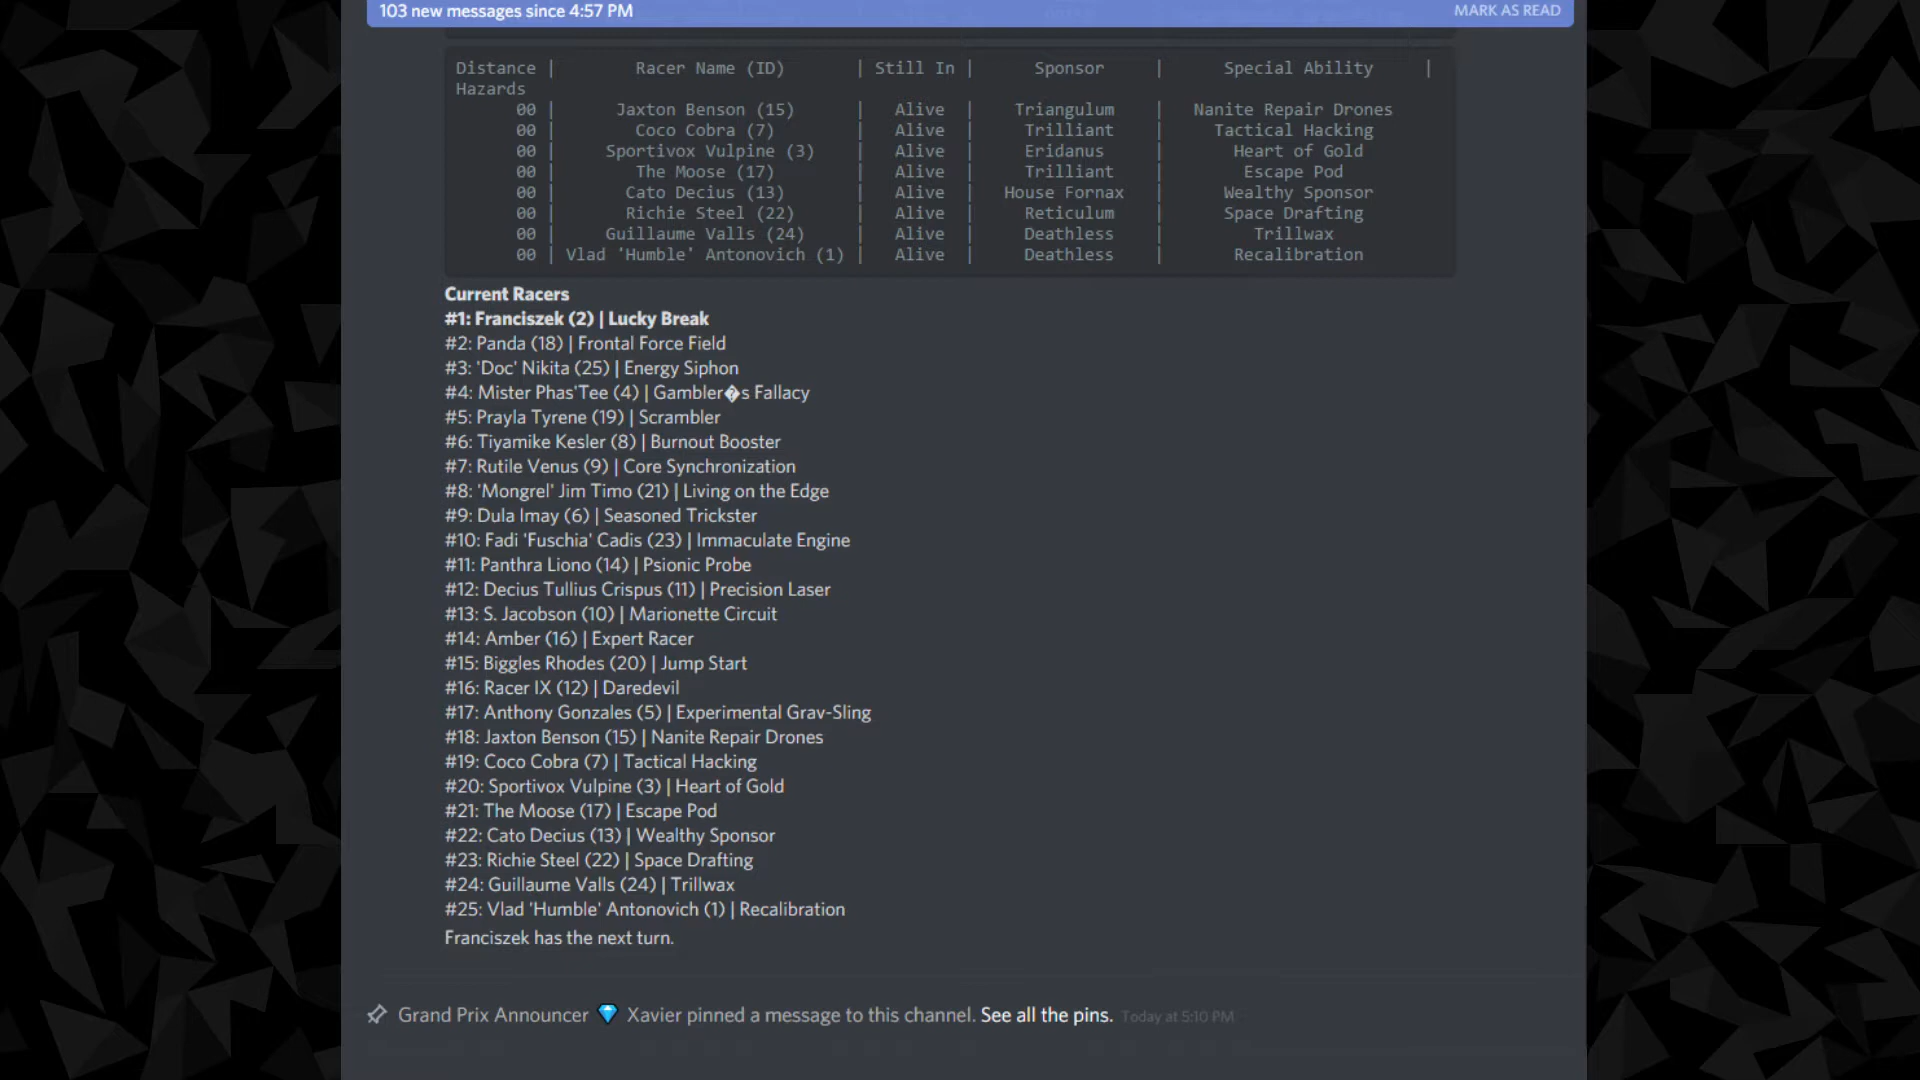 103 new messages since 4:57 PM MARK AS READ
Distance | Racer Name (ID) | Still In | Sponsor | Special Ability |
Hazards
00 | Jaxton Benson (15) | Alive | Triangulum | Nanite Repair Drones
00 | Coco Cobra (7) | Alive | Trilliant | Tactical Hacking
00 | Sportivox Vulpine (3) | Alive | Eridanus | Heart of Gold
00 | The Moose (17) | Alive | Trilliant | Escape Pod
00 | Cato Decius (13) | Alive | House Fornax | Wealthy Sponsor
00 | Richie Steel (22) | Alive | Reticulum | Space Drafting
00 | Guillaume Valls (24) | Alive | Deathless | Trillwax
00 | Vlad 'Humble' Antonovich (1) | Alive | Deathless | Recalibration
Current Racers
#1: Franciszek (2) | Lucky Break
#2: Panda (18) | Frontal Force Field
#3: 'Doc' Nikita (25) | Energy Siphon
#4: Mister Phas'Tee (4) | Gambler�s Fallacy
#5: Prayla Tyrene (19) | Scrambler
#6: Tiyamike Kesler (8) | Burnout Booster
#7: Rutile Venus (9) | Core Synchronization
#8: 'Mongrel' Jim Timo (21) | Living on the Edge
#9: Dula Imay (6) | Seasoned Trickster
#10: Fadi 'Fuschia' Cadis (23) | Immaculate Engine
#11: Panthra Liono (14) | Psionic Probe
#12: Decius Tullius Crispus (11) | Precision Laser
#13: S. Jacobson (10) | Marionette Circuit
#14: Amber (16) | Expert Racer
#15: Biggles Rhodes (20) | Jump Start
#16: Racer IX (12) | Daredevil
#17: Anthony Gonzales (5) | Experimental Grav-Sling
#18: Jaxton Benson (15) | Nanite Repair Drones
#19: Coco Cobra (7) | Tactical Hacking
#20: Sportivox Vulpine (3) | Heart of Gold
#21: The Moose (17) | Escape Pod
#22: Cato Decius (13) | Wealthy Sponsor
#23: Richie Steel (22) | Space Drafting
#24: Guillaume Valls (24) | Trillwax
#25: Vlad 'Humble' Antonovich (1) | Recalibration
Franciszek has the next turn.
Grand Prix Announcer 💎 Xavier pinned a message to this channel. See all the pins. Today at 5:10 PM